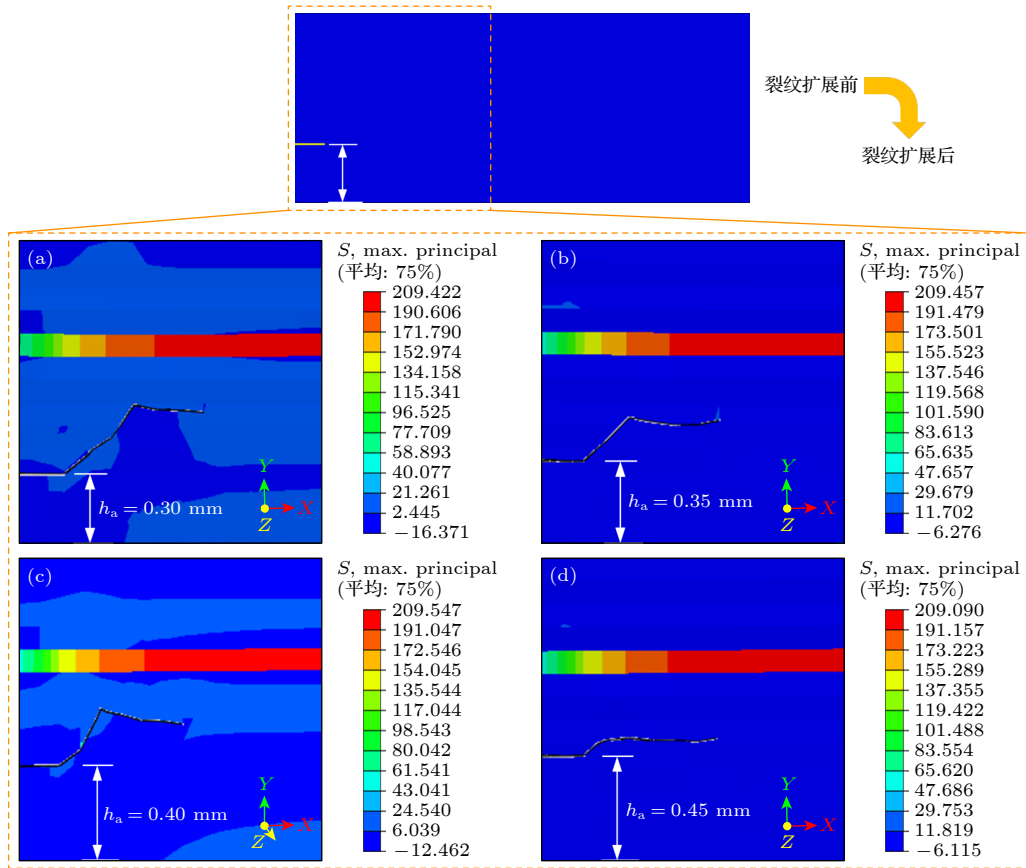 裂纹扩展前
裂纹扩展后
(a)
S, max. principal
(平均: 75%)
209.422
190.606
171.790
152.974
134.158
115.341
96.525
77.709
58.893
40.077
21.261
2.445
−16.371
hₐ = 0.30 mm
Y
X
Z
(b)
S, max. principal
(平均: 75%)
209.457
191.479
173.501
155.523
137.546
119.568
101.590
83.613
65.635
47.657
29.679
11.702
−6.276
hₐ = 0.35 mm
Y
X
Z
(c)
S, max. principal
(平均: 75%)
209.547
191.047
172.546
154.045
135.544
117.044
98.543
80.042
61.541
43.041
24.540
6.039
−12.462
hₐ = 0.40 mm
Y
X
Z
(d)
S, max. principal
(平均: 75%)
209.090
191.157
173.223
155.289
137.355
119.422
101.488
83.554
65.620
47.686
29.753
11.819
−6.115
hₐ = 0.45 mm
Y
X
Z